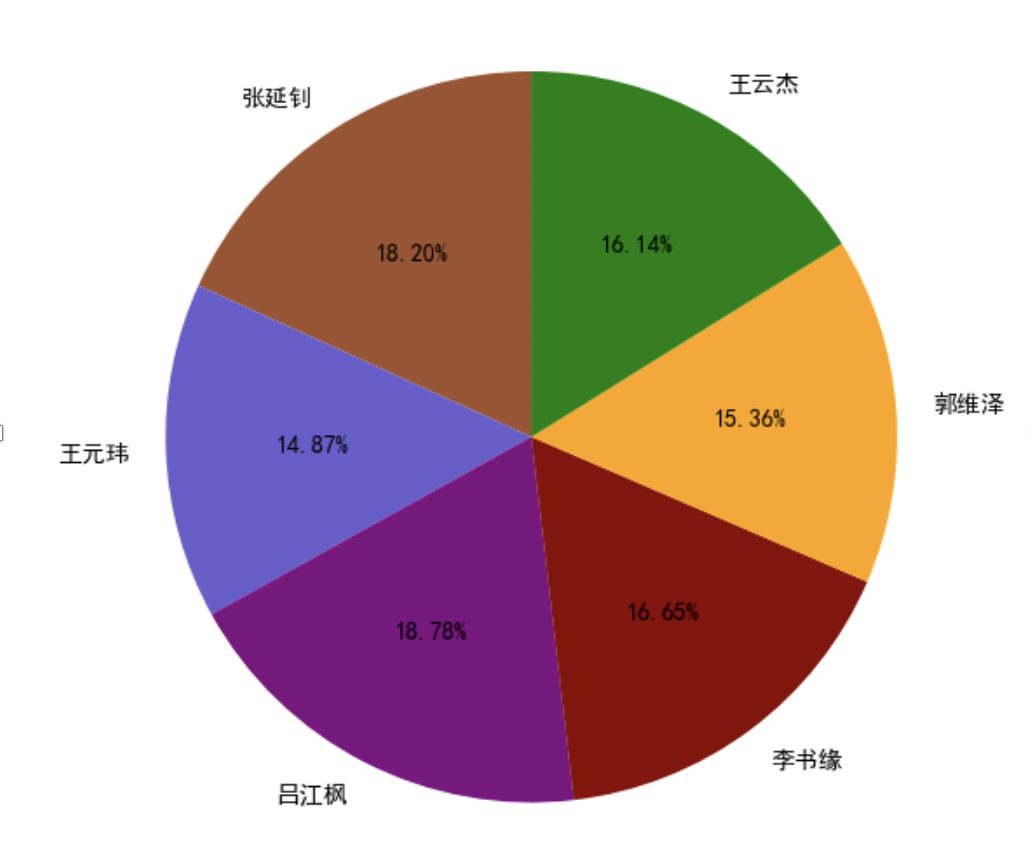 王云杰
张延钊
16.14%
18.20%
郭维泽
15.36%
14.87%
王元玮
16.65%
18.78%
李书缘
吕江枫